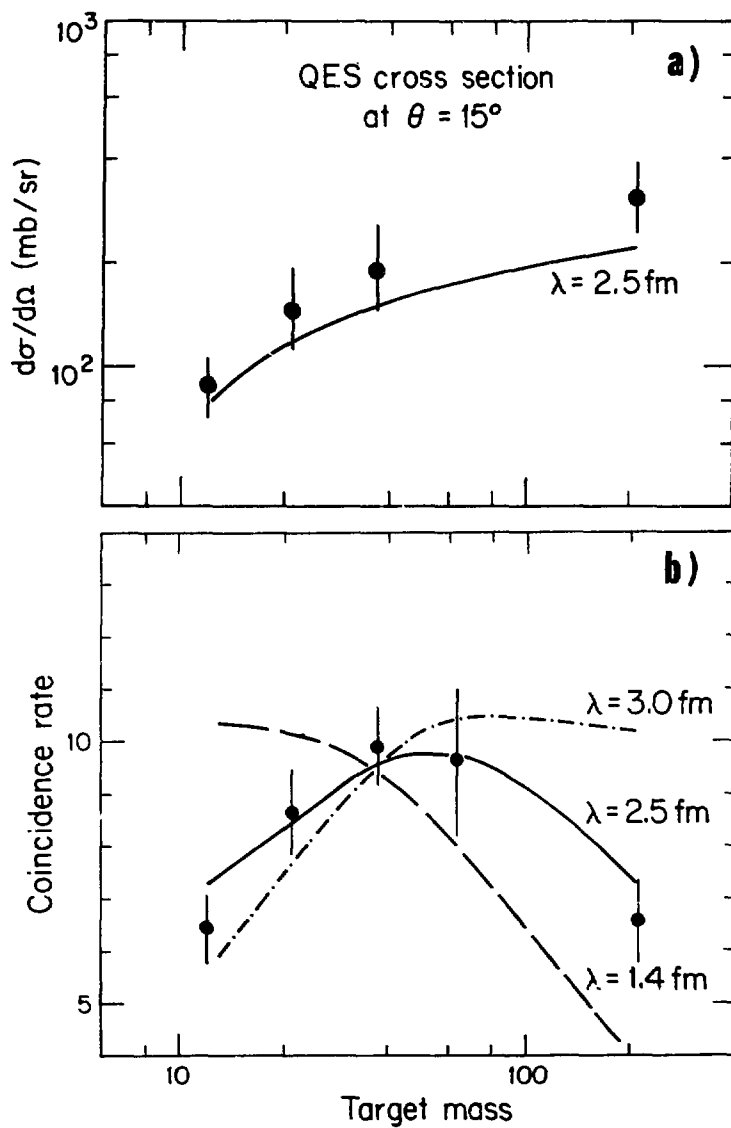 10³
a)
QES cross section
at θ = 15°
dσ/dΩ (mb/sr)
λ = 2.5 fm
10²
b)
Coincidence rate
10
5
λ = 3.0 fm
λ = 2.5 fm
λ = 1.4 fm
10
100
Target mass